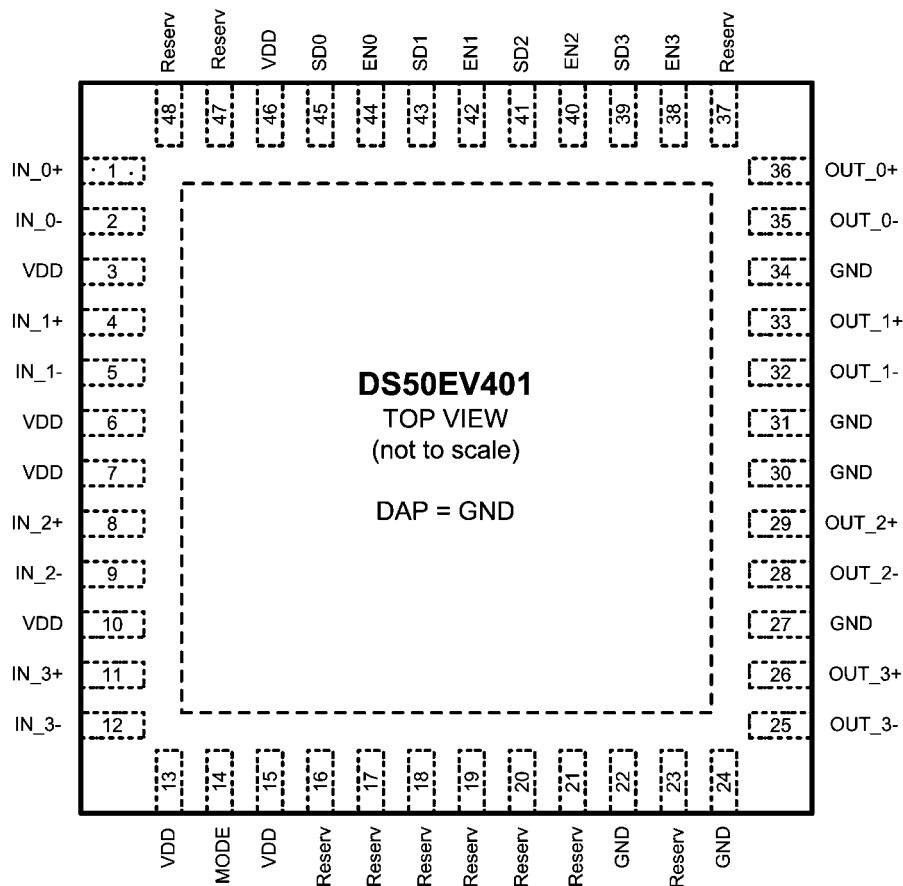 Reserv Reserv VDD SD0 EN0 SD1 EN1 SD2 EN2 SD3 EN3 Reserv
48 47 46 45 44 43 42 41 40 39 38 37
IN_0+ 1 36 OUT_0+
IN_0- 2 35 OUT_0-
VDD 3 34 GND
IN_1+ 4 33 OUT_1+
IN_1- 5 32 OUT_1-
VDD 6 31 GND
VDD 7 30 GND
IN_2+ 8 29 OUT_2+
IN_2- 9 28 OUT_2-
VDD 10 27 GND
IN_3+ 11 26 OUT_3+
IN_3- 12 25 OUT_3-
DS50EV401
TOP VIEW
(not to scale)
DAP = GND
13 14 15 16 17 18 19 20 21 22 23 24
VDD MODE VDD Reserv Reserv Reserv Reserv Reserv Reserv GND Reserv GND